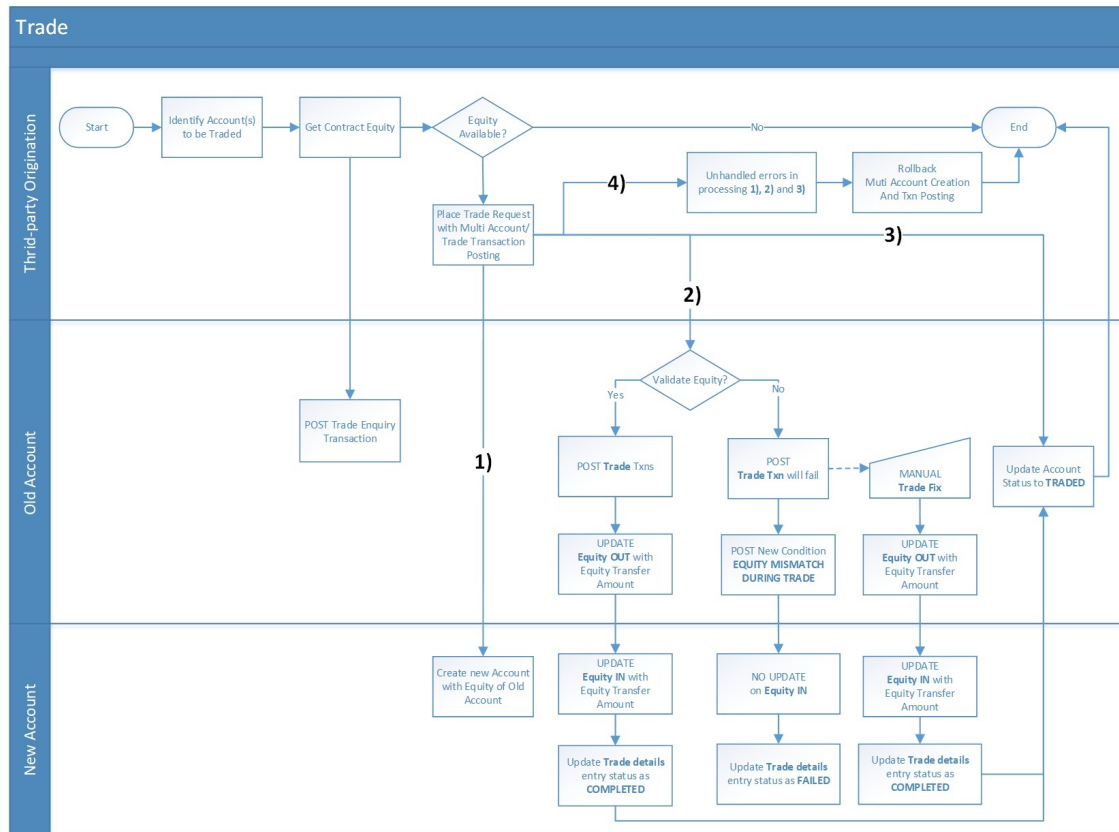 Trade
Thrid-party Origination
Start
Identify Account(s)
to be Traded
Get Contract Equity
Equity
Available?
No
End
4)
Unhandled errors in
processing 1), 2) and 3)
Rollback
Muti Account Creation
And Txn Posting
Place Trade Request
with Multi Account/
Trade Transaction
Posting
3)
2)
Old Account
Validate Equity?
Yes
No
POST Trade Enquiry
Transaction
1)
POST Trade Txns
POST
Trade Txn will fail
MANUAL
Trade Fix
Update Account
Status to TRADED
UPDATE
Equity OUT with
Equity Transfer
Amount
POST New Condition
EQUITY MISMATCH
DURING TRADE
UPDATE
Equity OUT with
Equity Transfer
Amount
New Account
Create new Account
with Equity of Old
Account
UPDATE
Equity IN with
Equity Transfer
Amount
NO UPDATE
on Equity IN
UPDATE
Equity IN with
Equity Transfer
Amount
Update Trade details
entry status as
COMPLETED
Update Trade details
entry status as FAILED
Update Trade details
entry status as
COMPLETED